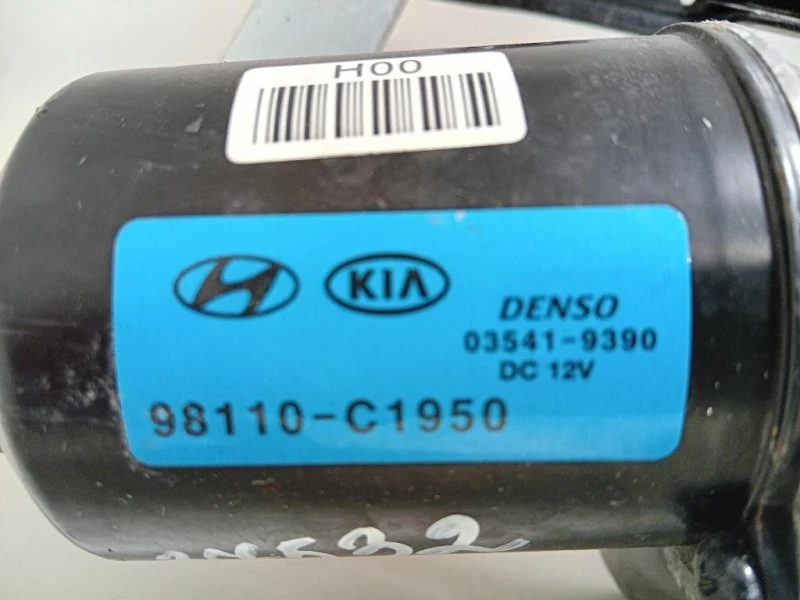 H00
KIA
DENSO
03541-9390
DC 12V
98110-C1950